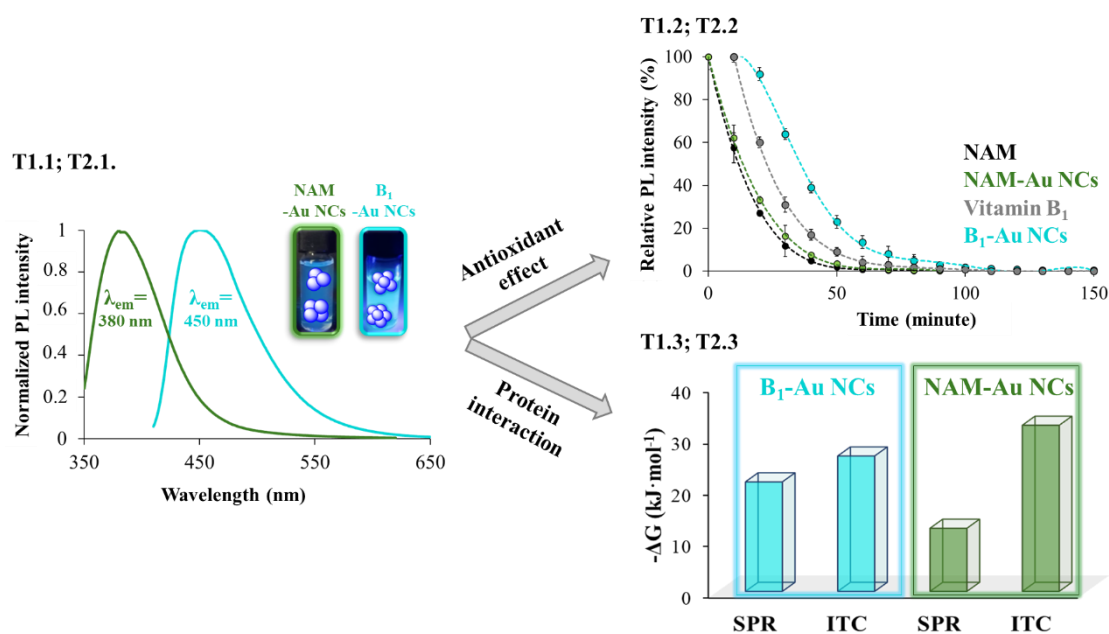 T1.1; T2.1.
NAM
-Au NCs
B₁
-Au NCs
Normalized PL intensity
1
0.8
0.6
0.4
0.2
0
λem=
380 nm
λem=
450 nm
350
450
550
650
Wavelength (nm)
Antioxidant
effect
Protein
interaction
T1.2; T2.2
Relative PL intensity (%)
100
80
60
40
20
0
NAM
NAM-Au NCs
Vitamin B₁
B₁-Au NCs
0
50
100
150
Time (minute)
T1.3; T2.3
-ΔG (kJ·mol⁻¹)
40
30
20
10
0
B₁-Au NCs
NAM-Au NCs
SPR
ITC
SPR
ITC